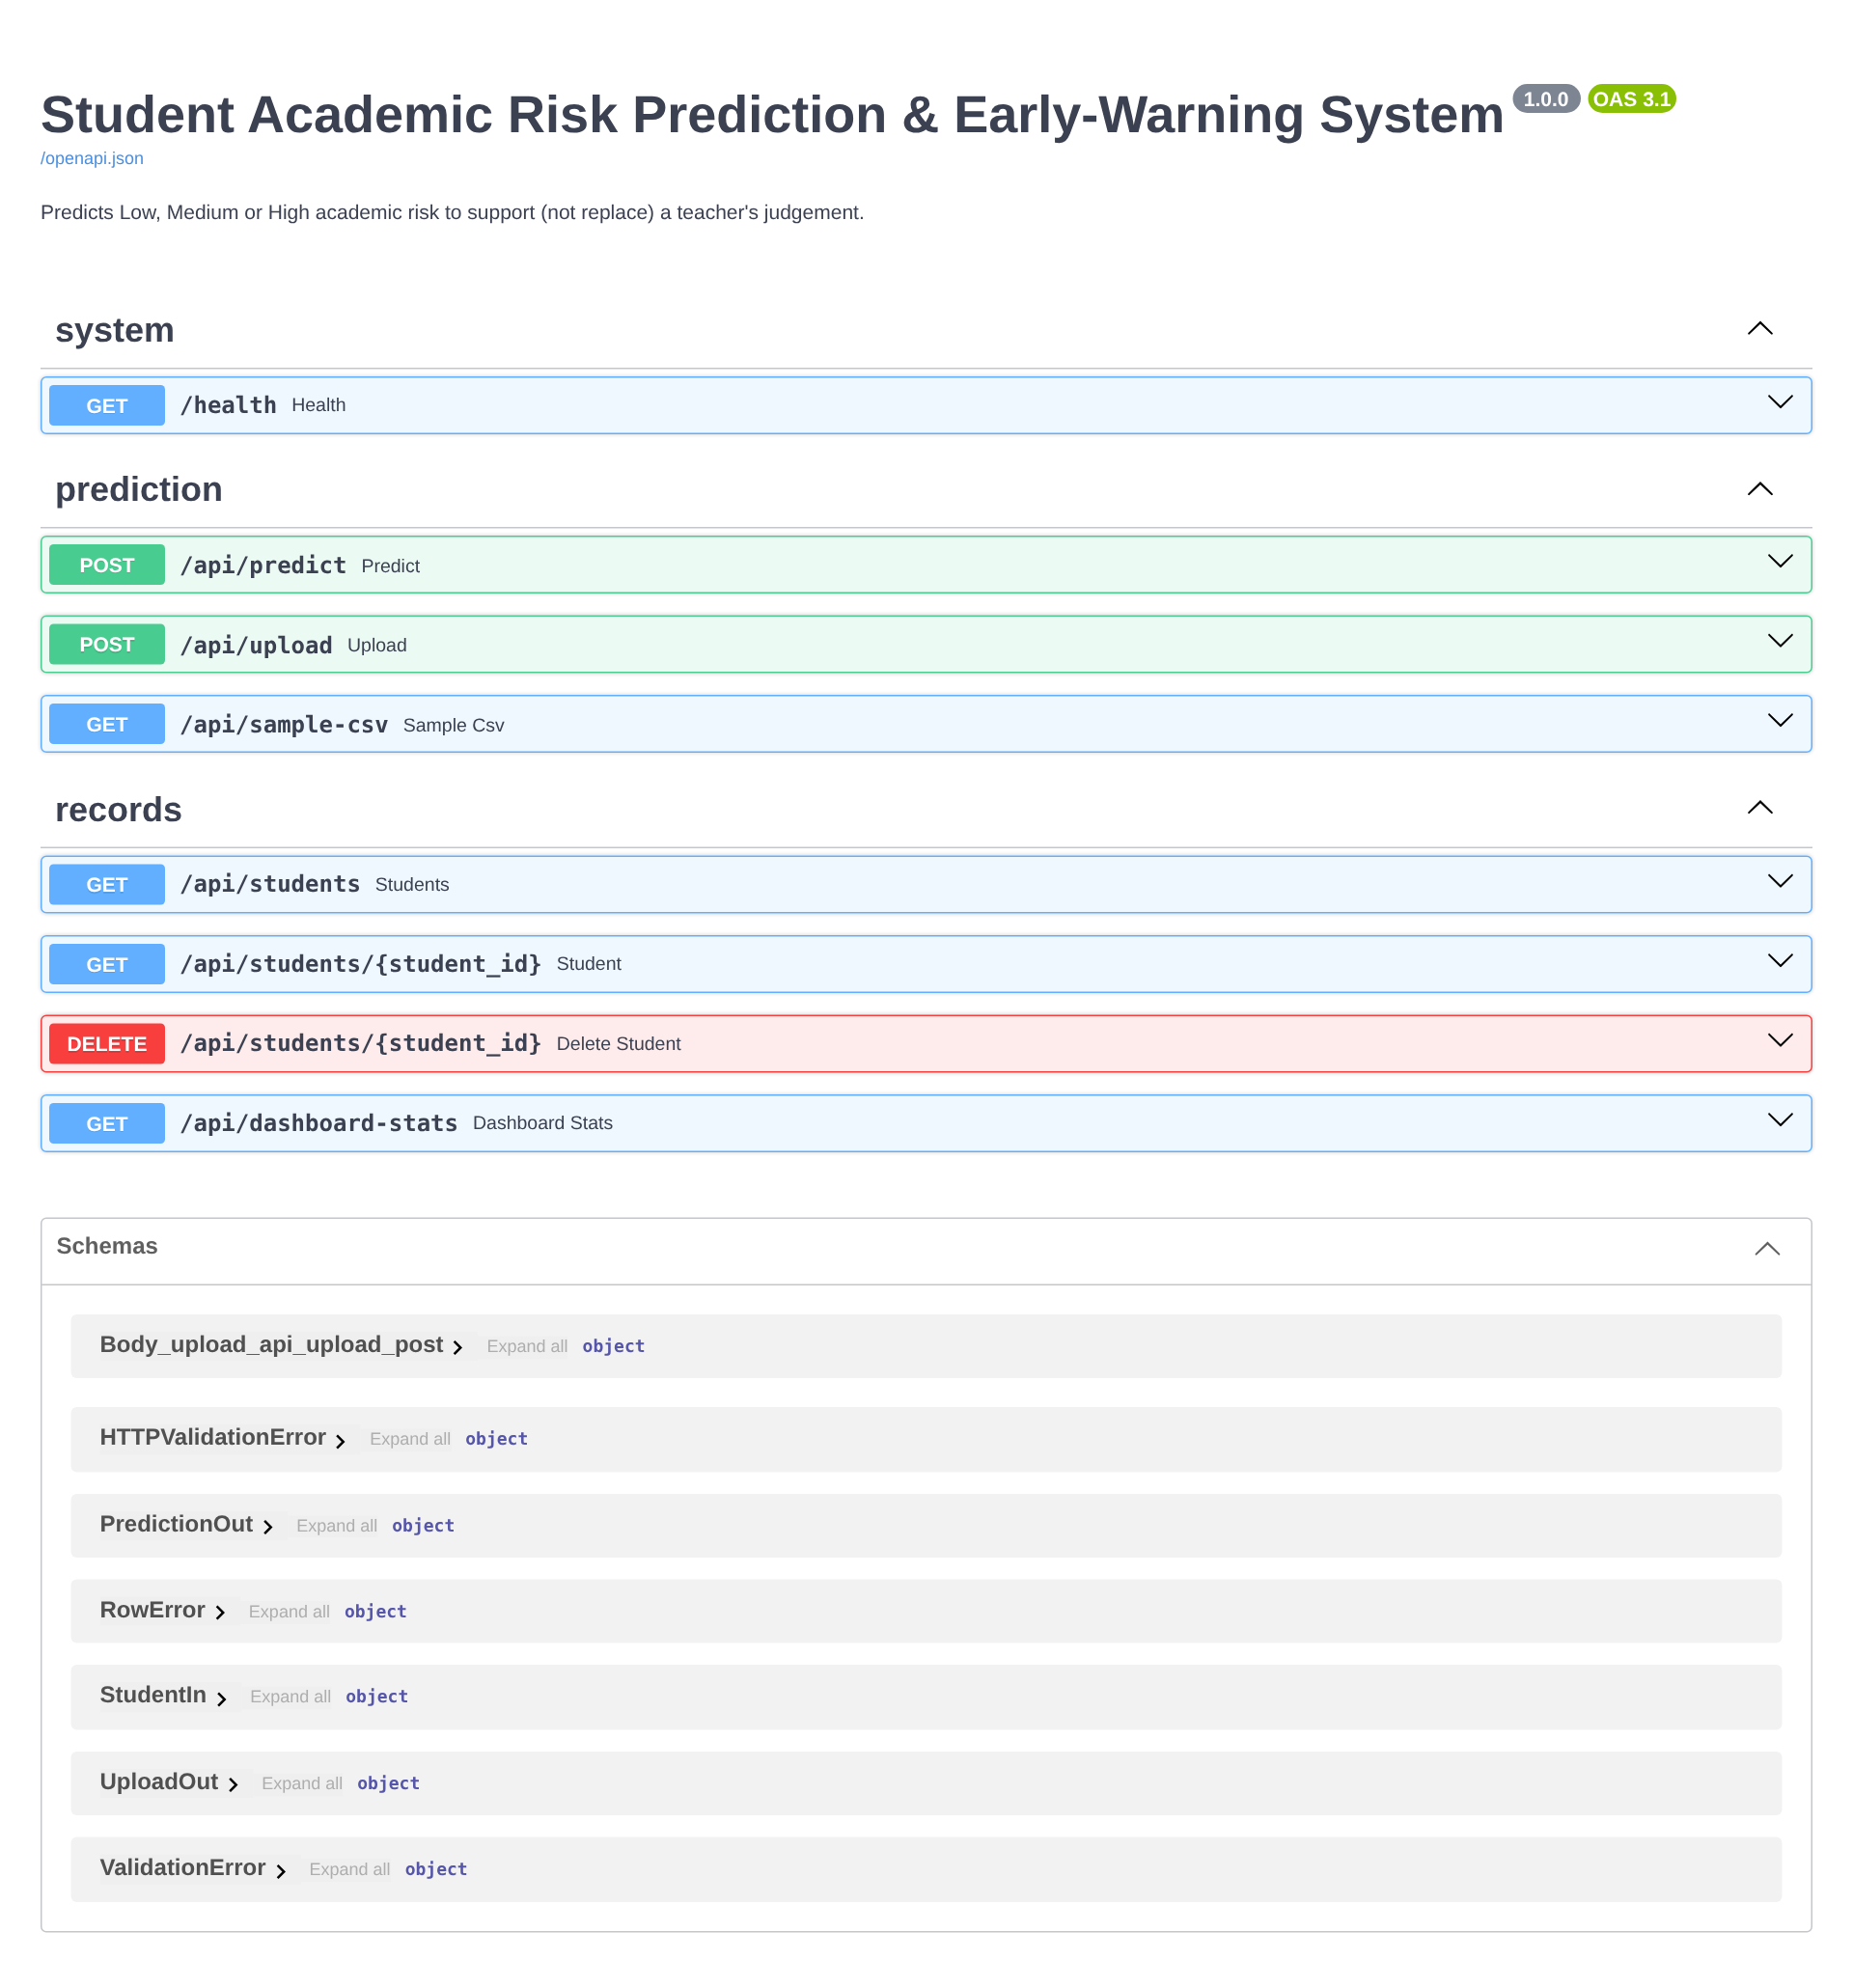 Student Academic Risk Prediction & Early-Warning System 1.0.0 OAS 3.1
/openapi.json
Predicts Low, Medium or High academic risk to support (not replace) a teacher's judgement.
system
GET /health Health
prediction
POST /api/predict Predict
POST /api/upload Upload
GET /api/sample-csv Sample Csv
records
GET /api/students Students
GET /api/students/{student_id} Student
DELETE /api/students/{student_id} Delete Student
GET /api/dashboard-stats Dashboard Stats
Schemas
Body_upload_api_upload_post Expand all object
HTTPValidationError Expand all object
PredictionOut Expand all object
RowError Expand all object
StudentIn Expand all object
UploadOut Expand all object
ValidationError Expand all object